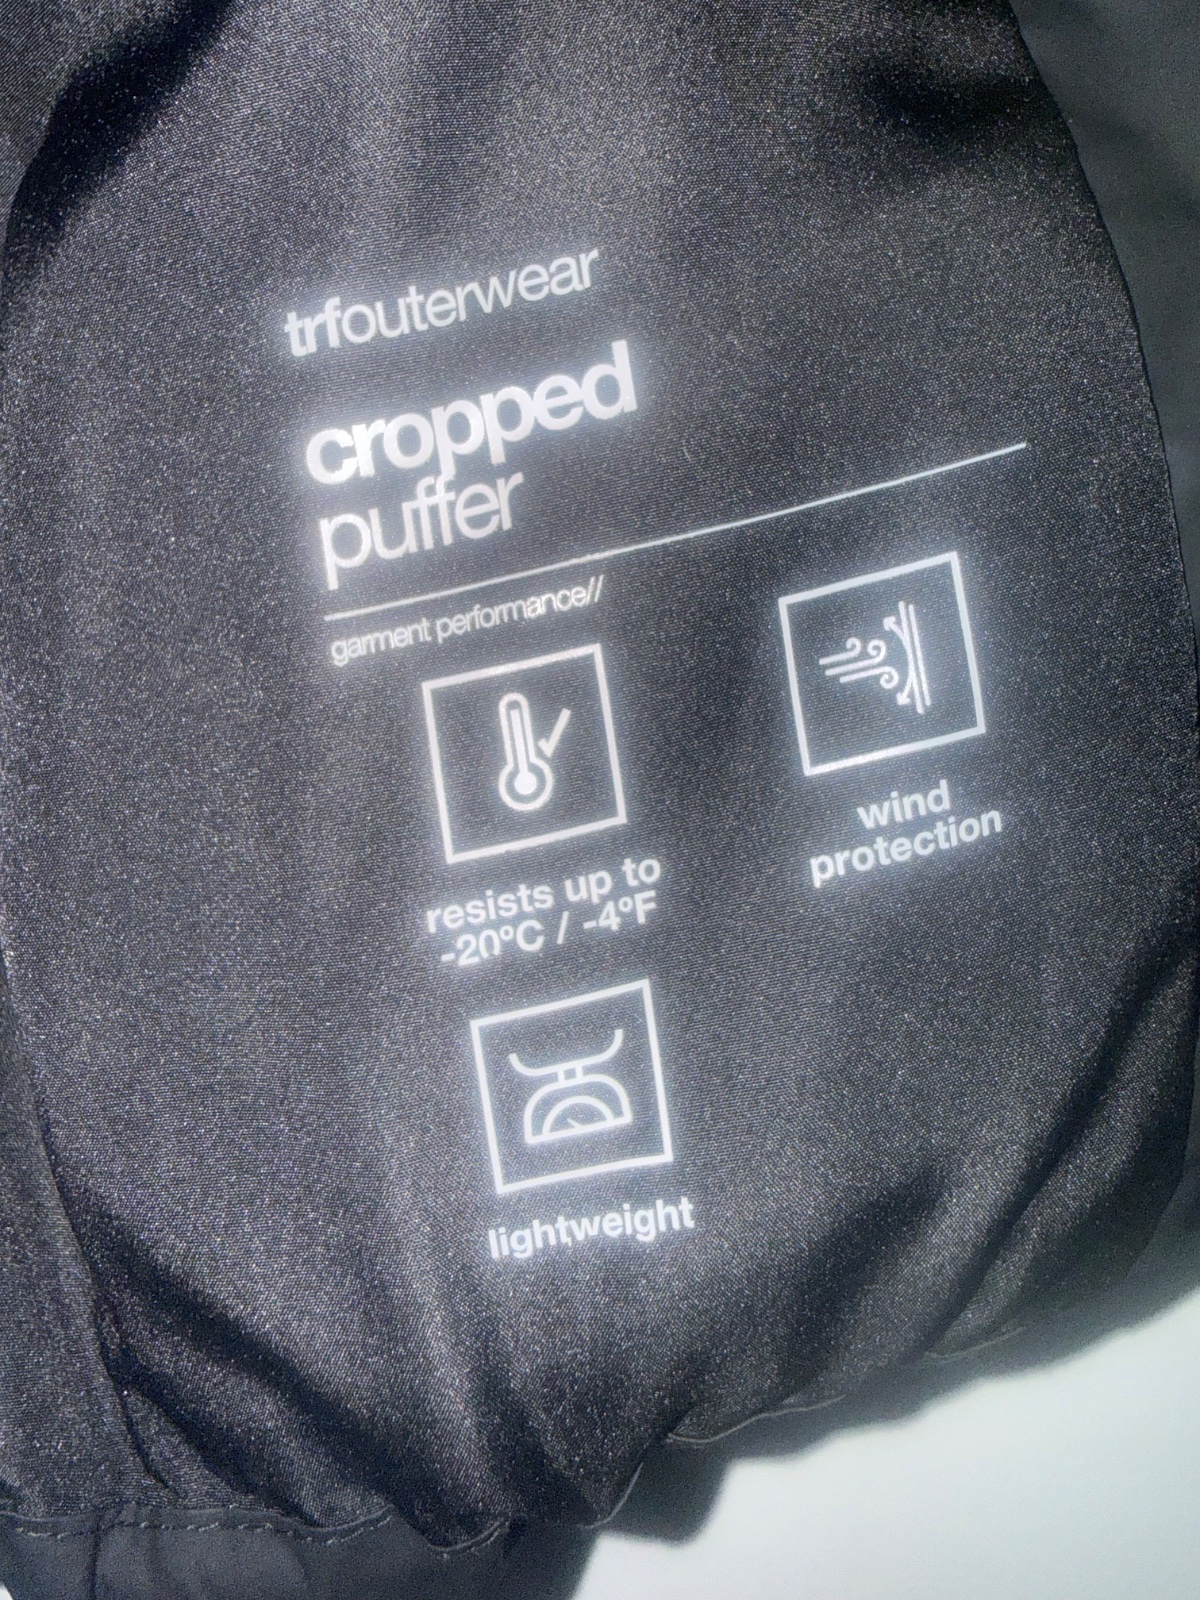 trfouterwear
cropped
puffer
garment performance//
resists up to
-20ºC / -4ºF
wind
protection
lightweight